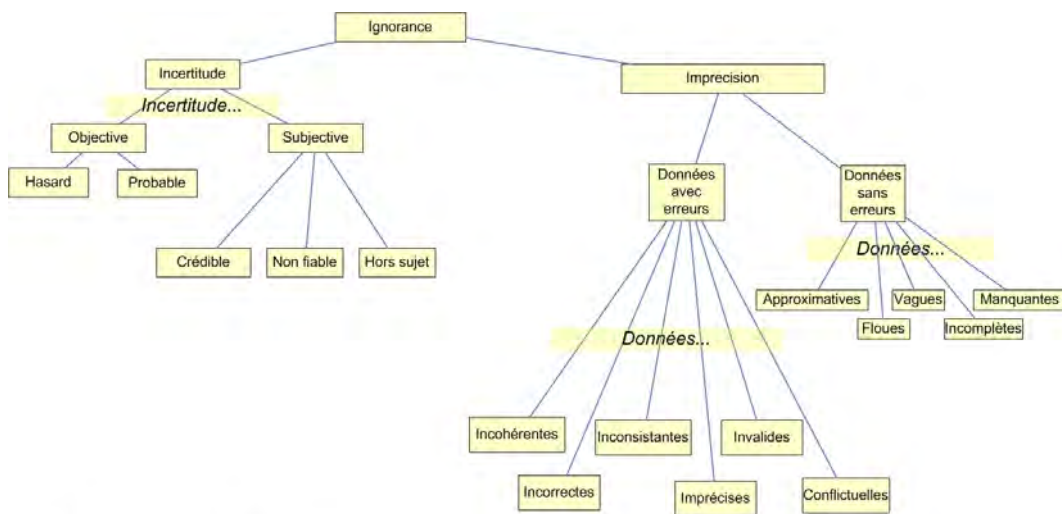 Ignorance
Incertitude
Imprecision
Incertitude...
Objective
Subjective
Hasard
Probable
Données
avec
erreurs
Données
sans
erreurs
Crédible
Non fiable
Hors sujet
Données...
Approximatives
Vagues
Manquantes
Floues
Incomplètes
Données...
Incohérentes
Inconsistantes
Invalides
Incorrectes
Imprécises
Conflictuelles